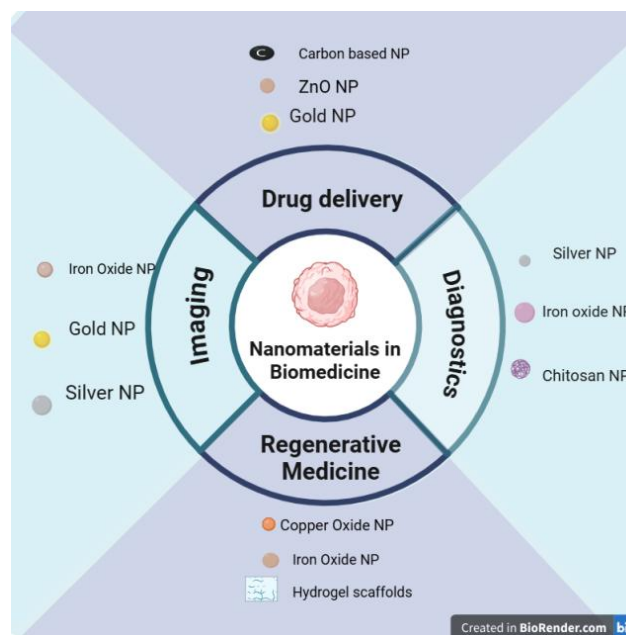 C
Carbon based NP
ZnO NP
Gold NP
Drug delivery
Imaging
Iron Oxide NP
Gold NP
Silver NP
Nanomaterials in
Biomedicine
Diagnostics
Silver NP
Iron oxide NP
Chitosan NP
Regenerative
Medicine
Copper Oxide NP
Iron Oxide NP
Hydrogel scaffolds
Created in BioRender.com bi